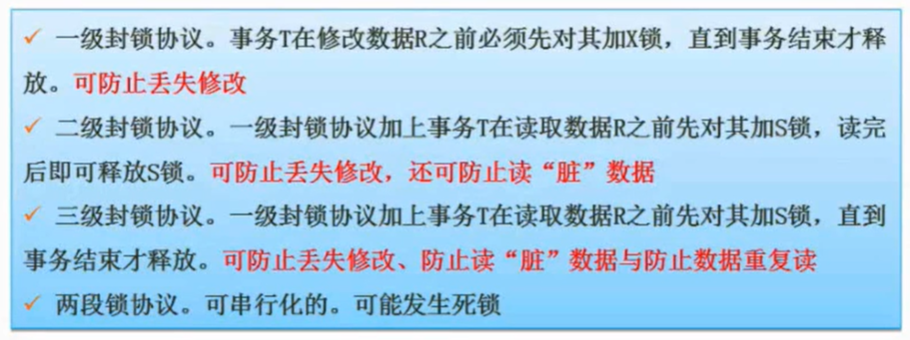 ✓ 一级封锁协议。事务T在修改数据R之前必须先对其加X锁，直到事务结束才释
放。可防止丢失修改
✓ 二级封锁协议。一级封锁协议加上事务T在读取数据R之前先对其加S锁，读完
后即可释放S锁。可防止丢失修改，还可防止读“脏”数据
✓ 三级封锁协议。一级封锁协议加上事务T在读取数据R之前先对其加S锁，直到
事务结束才释放。可防止丢失修改、防止读“脏”数据与防止数据重复读
✓ 两段锁协议。可串行化的。可能发生死锁